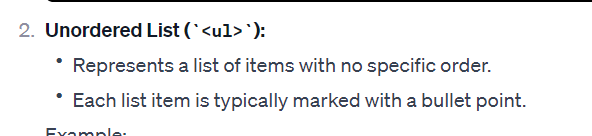 2. Unordered List (`<ul>`):
• Represents a list of items with no specific order.
• Each list item is typically marked with a bullet point.
Example: